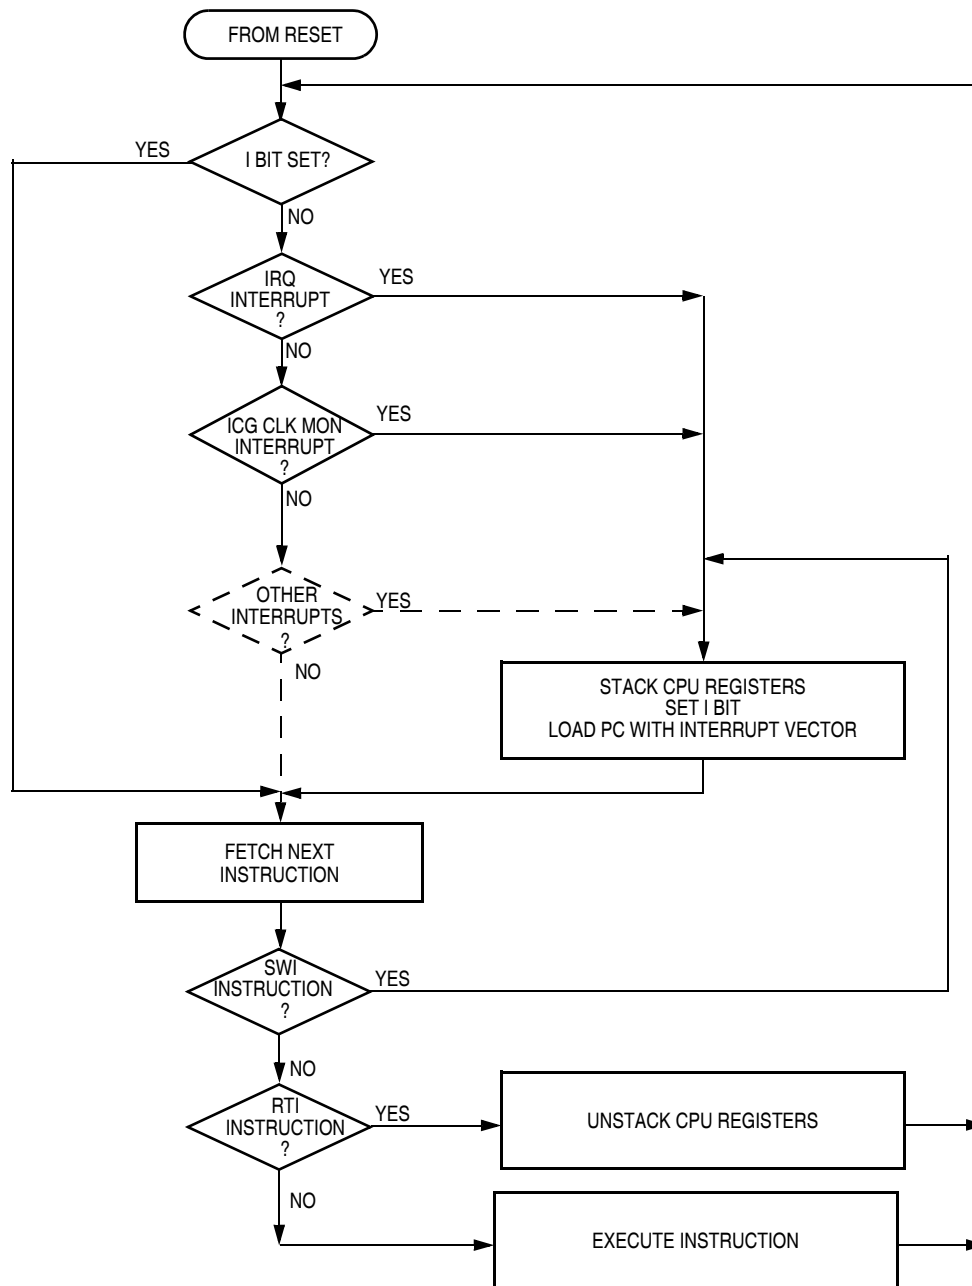 FROM RESET
YES
I BIT SET?
NO
IRQ
INTERRUPT
?
YES
NO
ICG CLK MON
INTERRUPT
?
YES
NO
OTHER
INTERRUPTS
?
YES
NO
STACK CPU REGISTERS
SET I BIT
LOAD PC WITH INTERRUPT VECTOR
FETCH NEXT
INSTRUCTION
SWI
INSTRUCTION
?
YES
NO
RTI
INSTRUCTION
?
YES
UNSTACK CPU REGISTERS
NO
EXECUTE INSTRUCTION